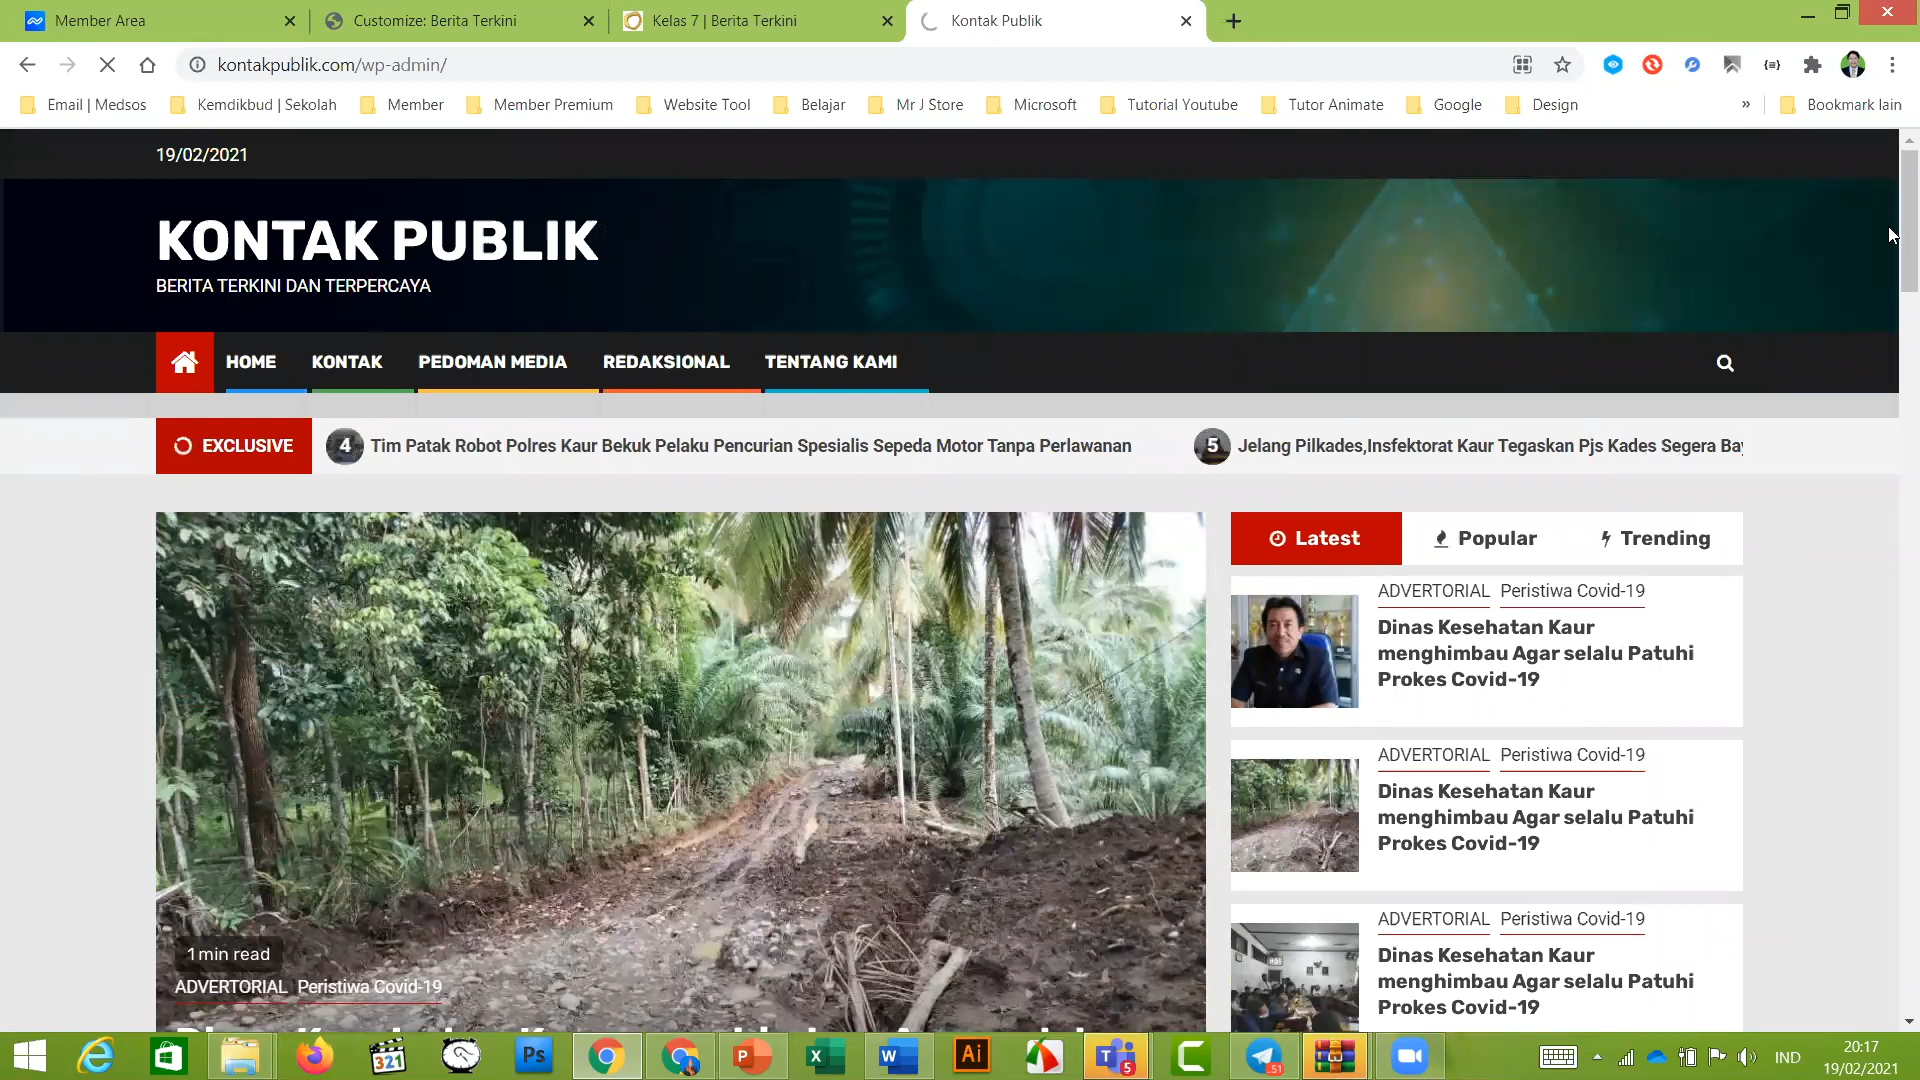 Member Area
Customize: Berita Terkini
Kelas 7 | Berita Terkini
Kontak Publik
kontakpublik.com/wp-admin/
Email | Medsos
Kemdikbud | Sekolah
Member
Member Premium
Website Tool
Belajar
Mr J Store
Microsoft
Tutorial Youtube
Tutor Animate
Google
Design
»
Bookmark lain
19/02/2021
KONTAK PUBLIK
BERITA TERKINI DAN TERPERCAYA
HOME
KONTAK
PEDOMAN MEDIA
REDAKSIONAL
TENTANG KAMI
EXCLUSIVE
4 Tim Patak Robot Polres Kaur Bekuk Pelaku Pencurian Spesialis Sepeda Motor Tanpa Perlawanan
5 Jelang Pilkades,Insfektorat Kaur Tegaskan Pjs Kades Segera
Latest
Popular
Trending
ADVERTORIAL Peristiwa Covid-19
Dinas Kesehatan Kaur
menghimbau Agar selalu Patuhi
Prokes Covid-19
ADVERTORIAL Peristiwa Covid-19
Dinas Kesehatan Kaur
menghimbau Agar selalu Patuhi
Prokes Covid-19
ADVERTORIAL Peristiwa Covid-19
Dinas Kesehatan Kaur
menghimbau Agar selalu Patuhi
Prokes Covid-19
1 min read
ADVERTORIAL Peristiwa Covid-19
321
Ps
Ai
5
51
IND
20:17
19/02/2021